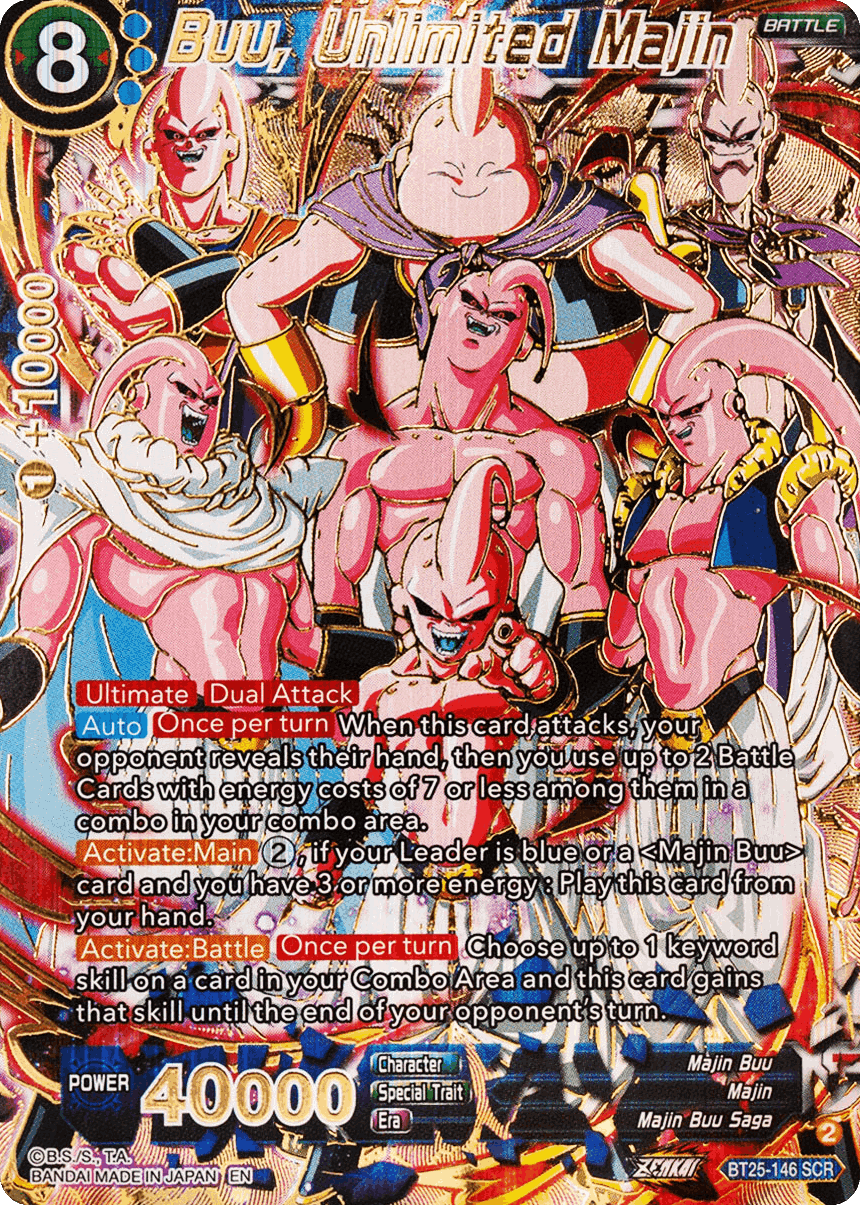 8
Buu, Unlimited Majin
BATTLE
1 + 10000
Ultimate Dual Attack
Auto Once per turn When this card attacks, your
opponent reveals their hand, then you use up to 2 Battle
Cards with energy costs of 7 or less among them in a
combo in your combo area.
Activate:Main ②, if your Leader is blue or a <Majin Buu>
card and you have 3 or more energy : Play this card from
your hand.
Activate:Battle Once per turn Choose up to 1 keyword
skill on a card in your Combo Area and this card gains
that skill until the end of your opponent's turn.
POWER 40000
Character Majin Buu
Special Trait Majin
Era Majin Buu Saga
2
©B.S./S., T.A.
BANDAI MADE IN JAPAN EN
ZENKAI
BT25-146 SCR